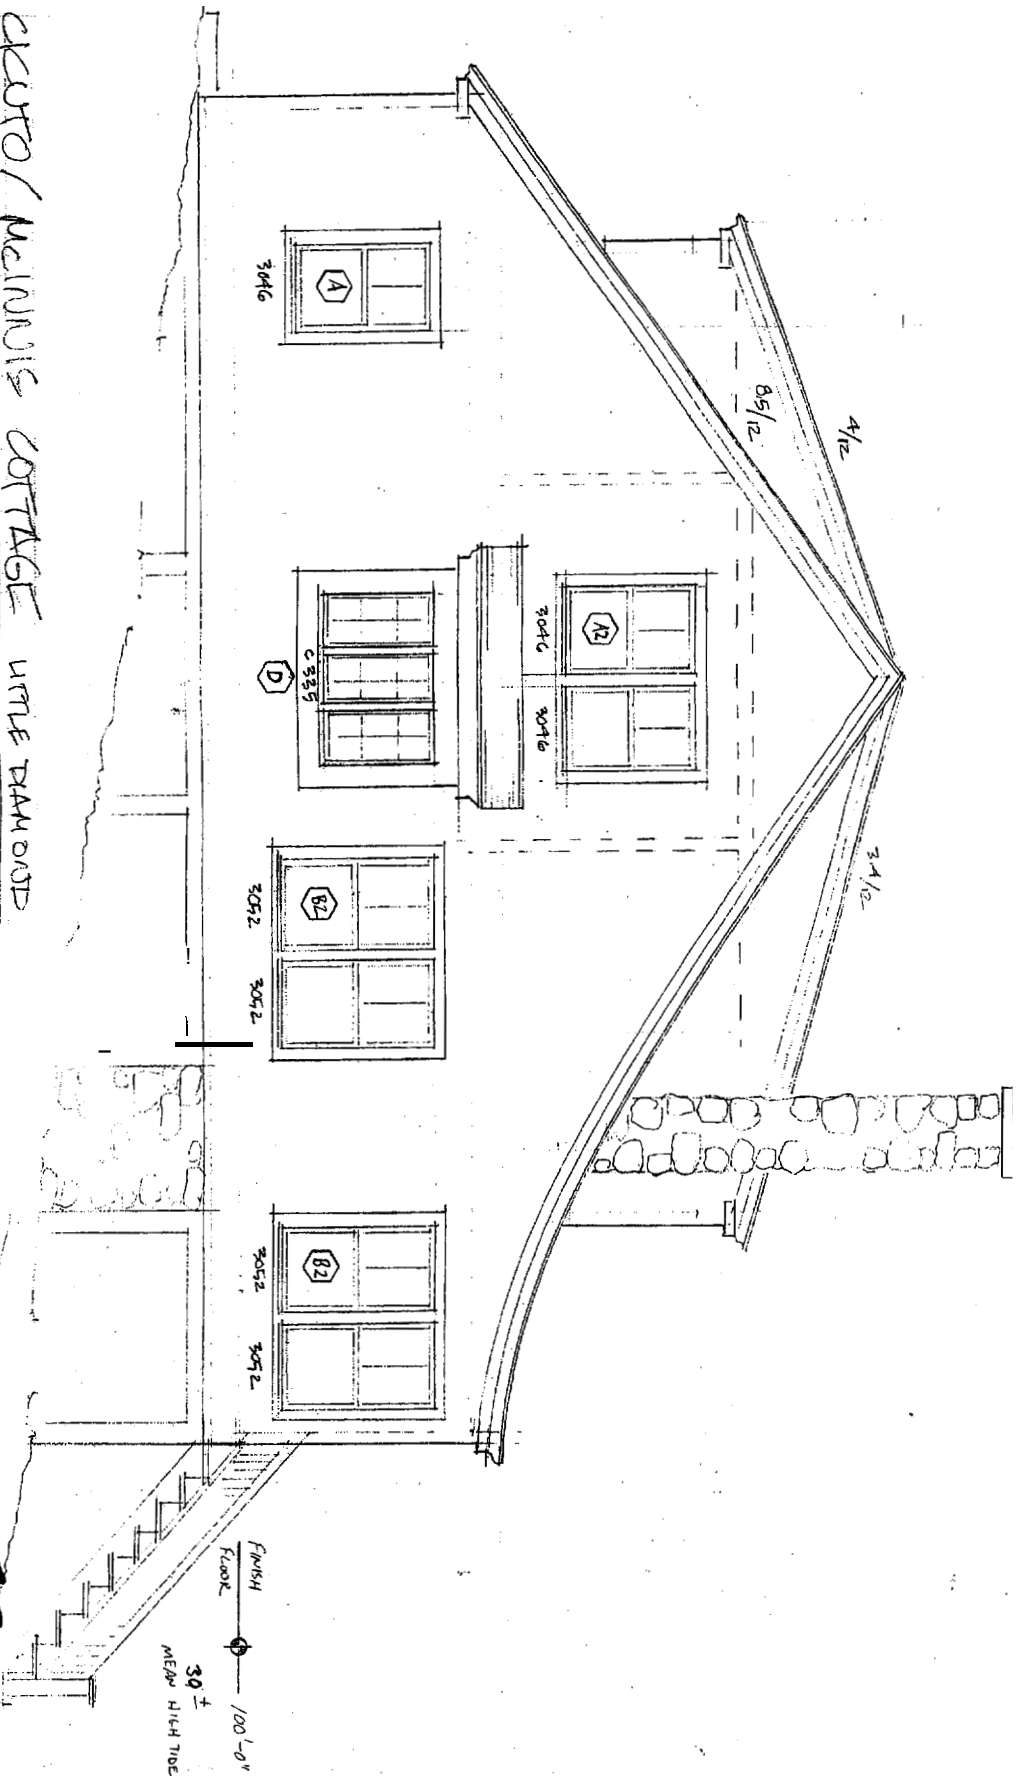 4/12
8.5/12
3.4/12
A
3046
A2
3046
3046
C335
D
B2
3052
3052
B2
3052
3052
FINISH
FLOOR
100'-0"
30 ±
MEAN HIGH TIDE
McINNIS COTTAGE LITTLE DIAMOND